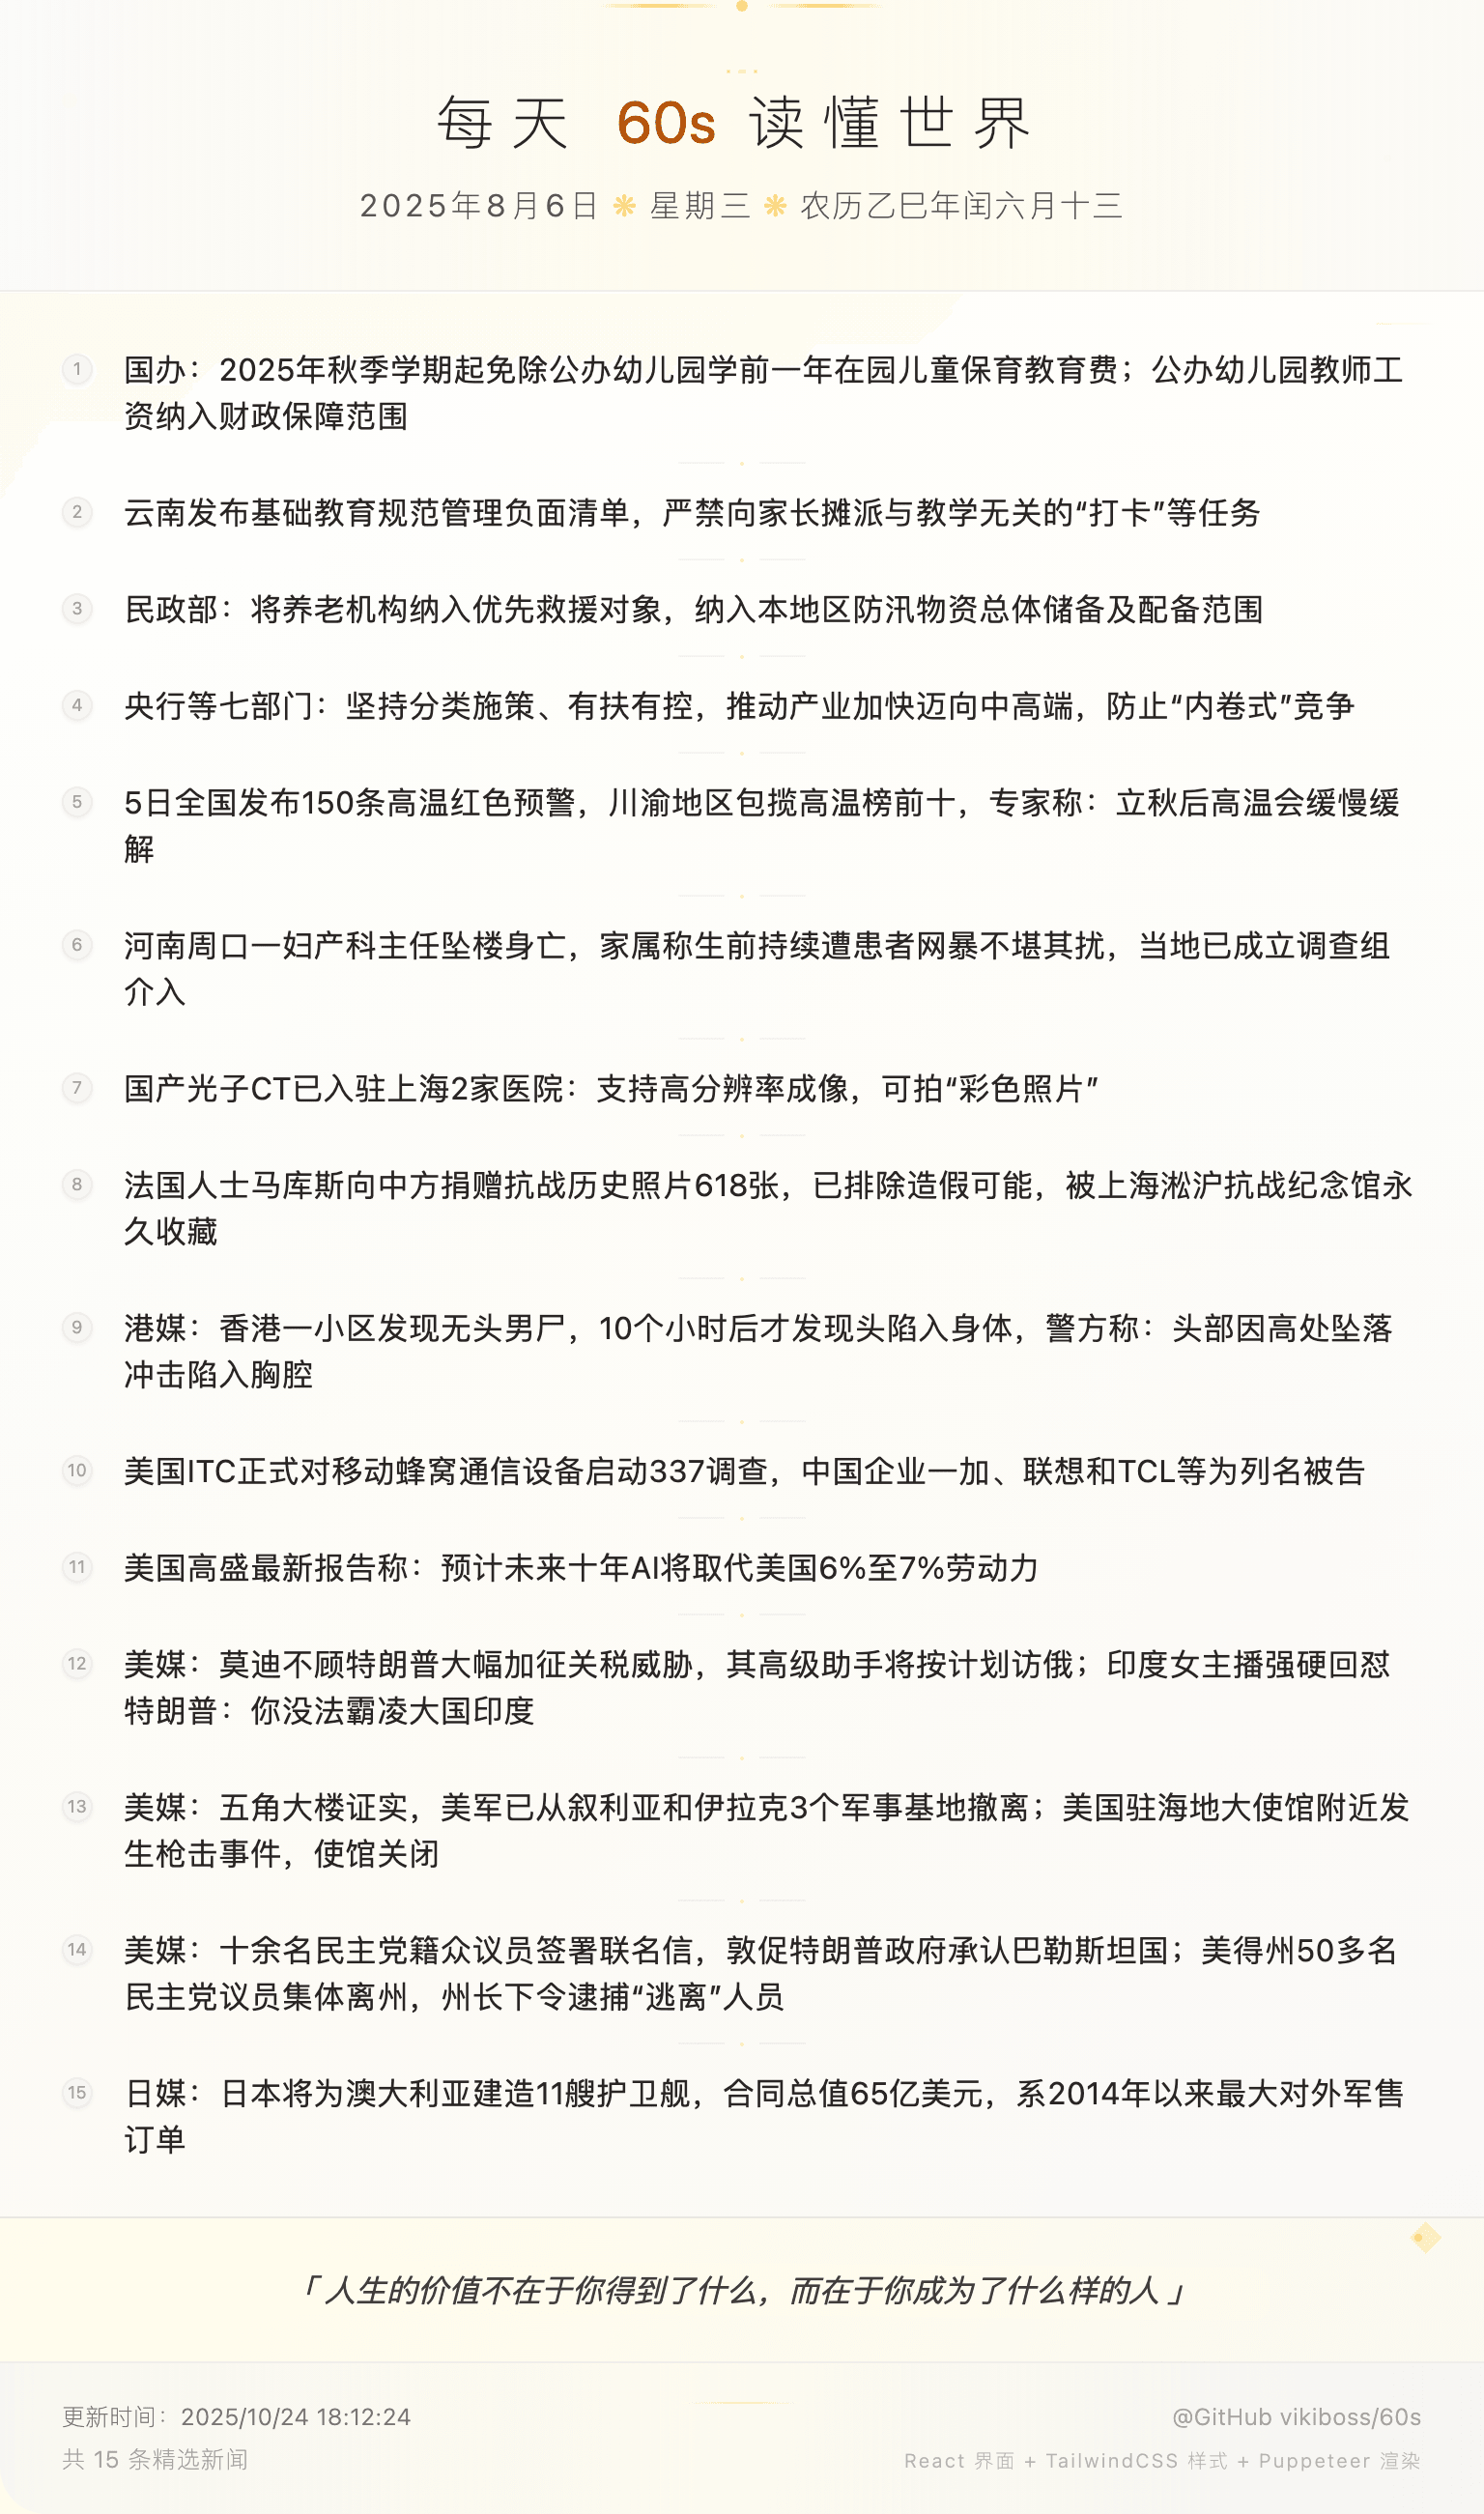 每天 60s 读懂世界
2025年8月6日 ❋ 星期三 ❋ 农历乙巳年闰六月十三
1 国办：2025年秋季学期起免除公办幼儿园学前一年在园儿童保育教育费；公办幼儿园教师工
资纳入财政保障范围
2 云南发布基础教育规范管理负面清单，严禁向家长摊派与教学无关的“打卡”等任务
3 民政部：将养老机构纳入优先救援对象，纳入本地区防汛物资总体储备及配备范围
4 央行等七部门：坚持分类施策、有扶有控，推动产业加快迈向中高端，防止“内卷式”竞争
5 5日全国发布150条高温红色预警，川渝地区包揽高温榜前十，专家称：立秋后高温会缓慢缓
解
6 河南周口一妇产科主任坠楼身亡，家属称生前持续遭患者网暴不堪其扰，当地已成立调查组
介入
7 国产光子CT已入驻上海2家医院：支持高分辨率成像，可拍“彩色照片”
8 法国人士马库斯向中方捐赠抗战历史照片618张，已排除造假可能，被上海淞沪抗战纪念馆永
久收藏
9 港媒：香港一小区发现无头男尸，10个小时后才发现头陷入身体，警方称：头部因高处坠落
冲击陷入胸腔
10 美国ITC正式对移动蜂窝通信设备启动337调查，中国企业一加、联想和TCL等为列名被告
11 美国高盛最新报告称：预计未来十年AI将取代美国6%至7%劳动力
12 美媒：莫迪不顾特朗普大幅加征关税威胁，其高级助手将按计划访俄；印度女主播强硬回怼
特朗普：你没法霸凌大国印度
13 美媒：五角大楼证实，美军已从叙利亚和伊拉克3个军事基地撤离；美国驻海地大使馆附近发
生枪击事件，使馆关闭
14 美媒：十余名民主党籍众议员签署联名信，敦促特朗普政府承认巴勒斯坦国；美得州50多名
民主党议员集体离州，州长下令逮捕“逃离”人员
15 日媒：日本将为澳大利亚建造11艘护卫舰，合同总值65亿美元，系2014年以来最大对外军售
订单
「 人生的价值不在于你得到了什么，而在于你成为了什么样的人 」
更新时间：2025/10/24 18:12:24
@GitHub vikiboss/60s
共 15 条精选新闻
React 界面 + TailwindCSS 样式 + Puppeteer 渲染